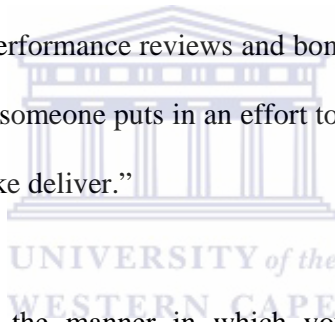 erformance reviews and bon
someone puts in an effort to
ke deliver.”
UNIVERSITY of the
WESTERN CAPE
the manner in which